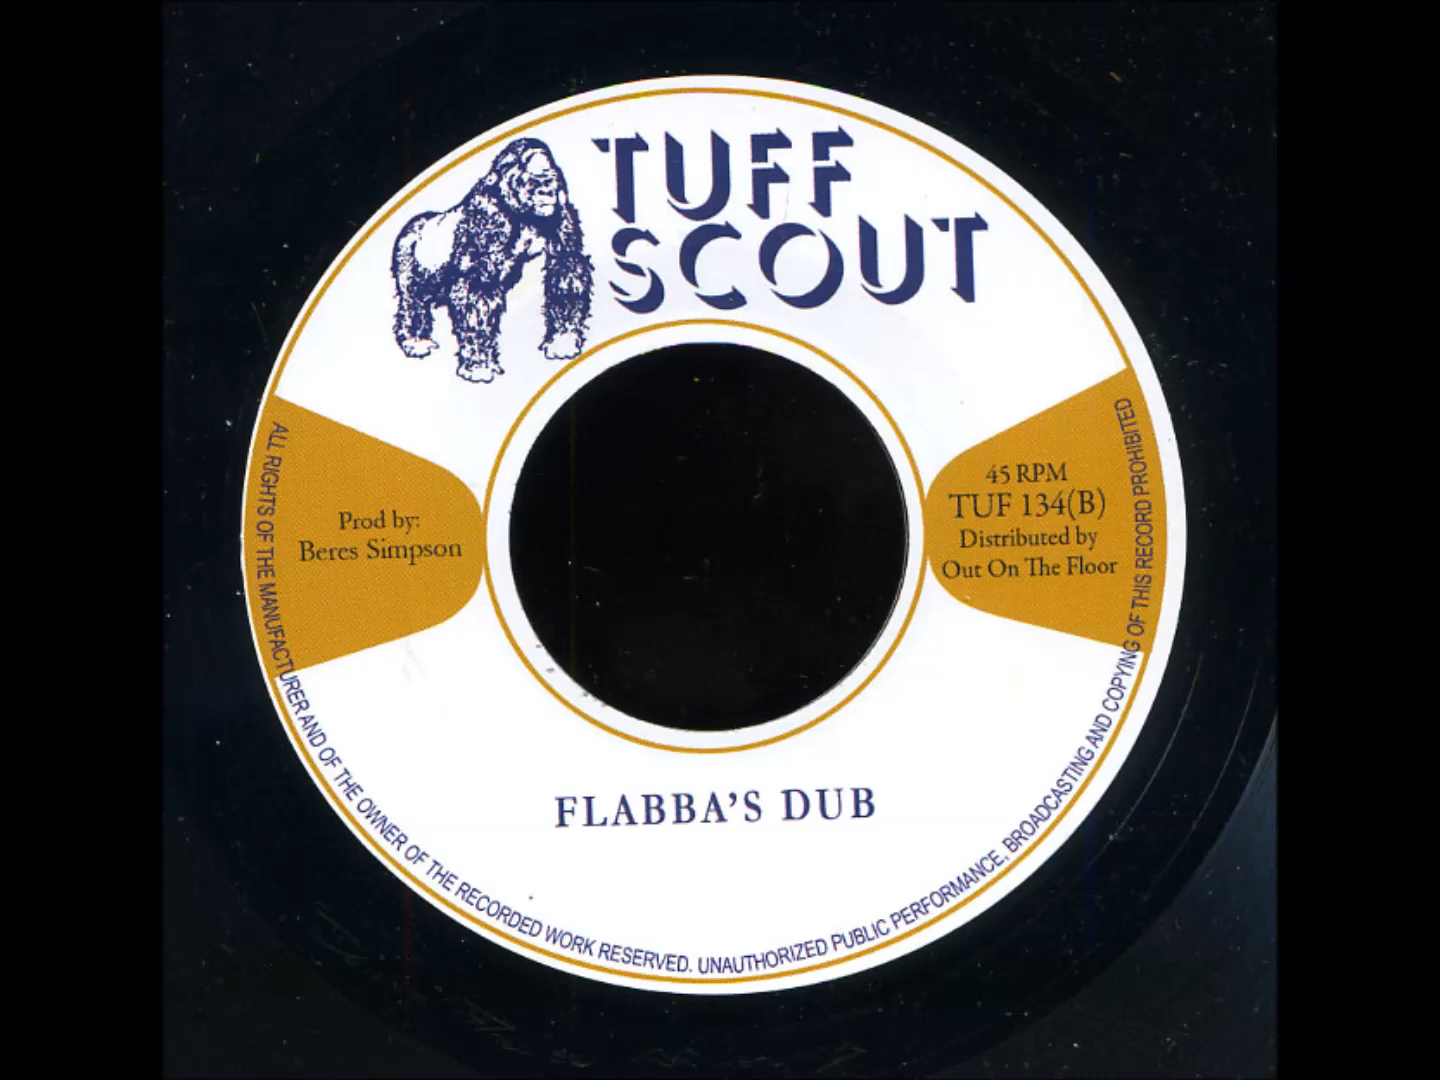 TUFF
SCOUT
Prod by:
Beres Simpson
45 RPM
TUF 134(B)
Distributed by
Out On The Floor
FLABBA'S DUB
ALL RIGHTS OF THE MANUFACTURER AND OF THE OWNER OF THE RECORDED WORK RESERVED. UNAUTHORIZED PUBLIC PERFORMANCE, BROADCASTING AND COPYING OF THIS RECORD PROHIBITED